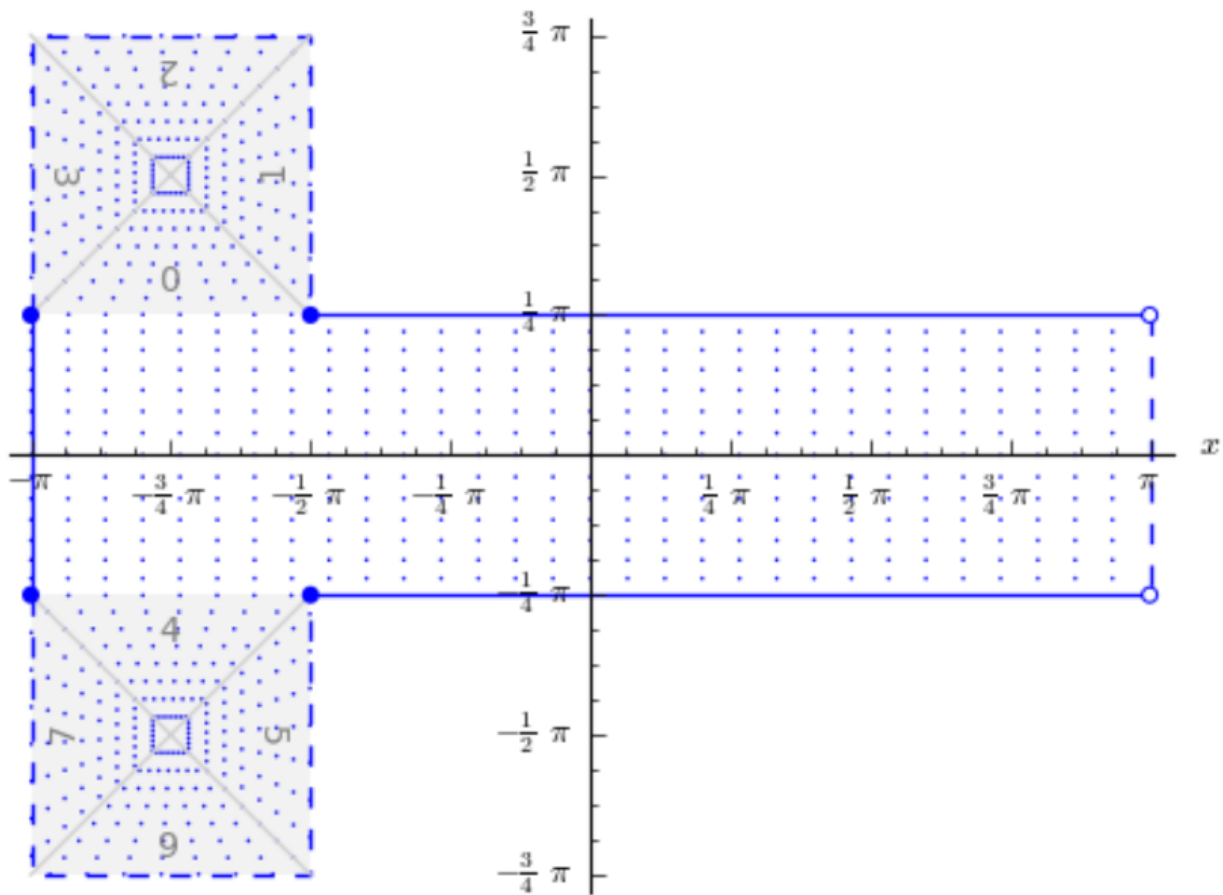 3/4 π
2
1/2 π
3
1
0
1/4 π
x
-π
-3/4 π
-1/2 π
-1/4 π
1/4 π
1/2 π
3/4 π
π
-1/4 π
4
-1/2 π
7
5
6
-3/4 π